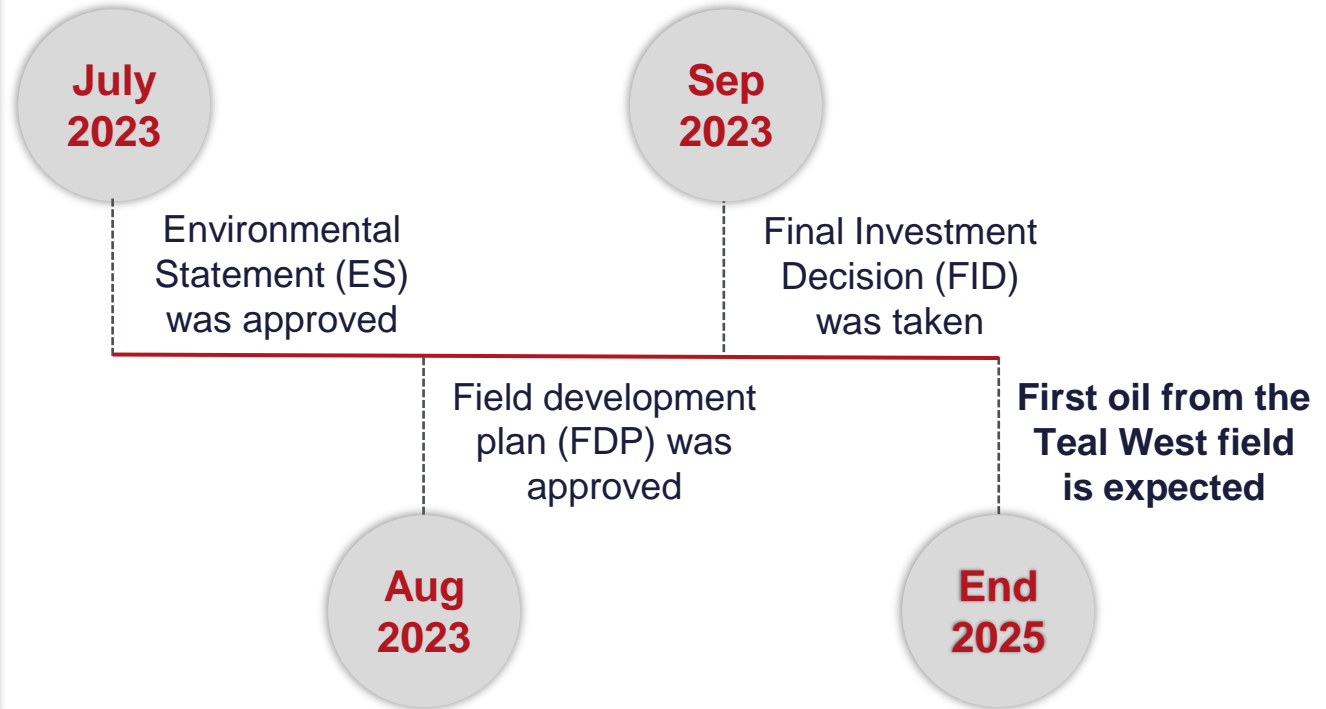 July
2023
Sep
2023
Environmental
Statement (ES)
was approved
Final Investment
Decision (FID)
was taken
Field development
plan (FDP) was
approved
First oil from the
Teal West field
is expected
Aug
2023
End
2025